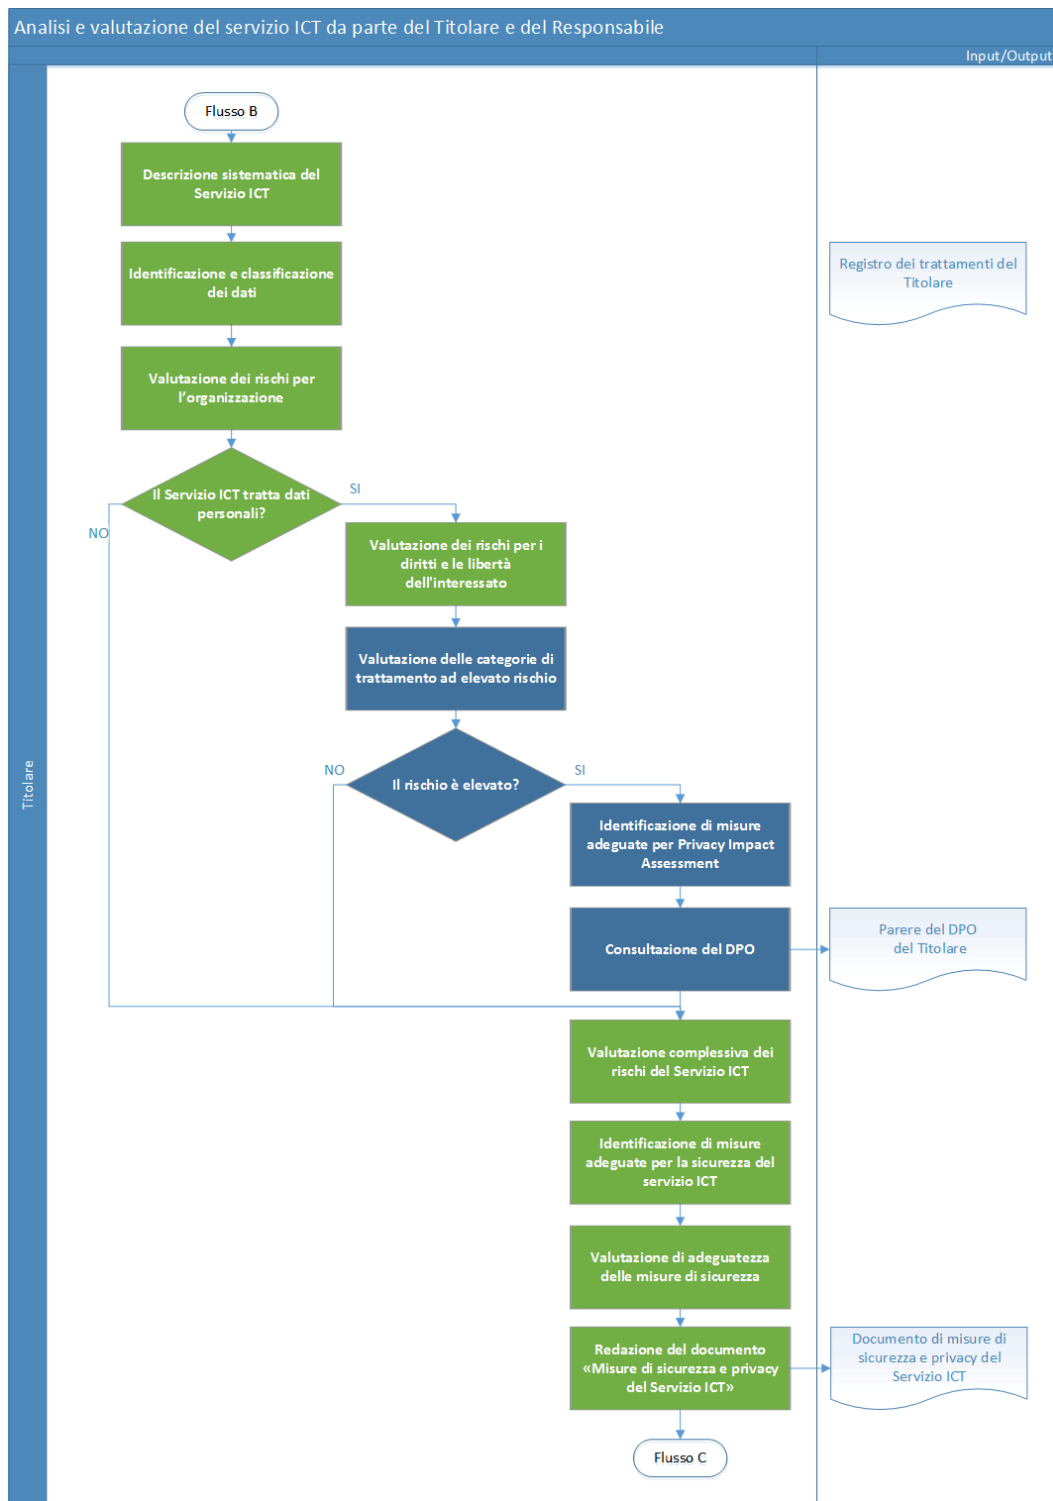 Analisi e valutazione del servizio ICT da parte del Titolare e del Responsabile
Input/Output
Titolare
Flusso B
Descrizione sistematica del
Servizio ICT
Identificazione e classificazione
dei dati
Registro dei trattamenti del
Titolare
Valutazione dei rischi per
l'organizzazione
Il Servizio ICT tratta dati
personali?
SI
NO
Valutazione dei rischi per i
diritti e le libertà
dell'interessato
Valutazione delle categorie di
trattamento ad elevato rischio
Il rischio è elevato?
NO
SI
Identificazione di misure
adeguate per Privacy Impact
Assessment
Consultazione del DPO
Parere del DPO
del Titolare
Valutazione complessiva dei
rischi del Servizio ICT
Identificazione di misure
adeguate per la sicurezza del
servizio ICT
Valutazione di adeguatezza
delle misure di sicurezza
Redazione del documento
«Misure di sicurezza e privacy
del Servizio ICT»
Documento di misure di
sicurezza e privacy del
Servizio ICT
Flusso C